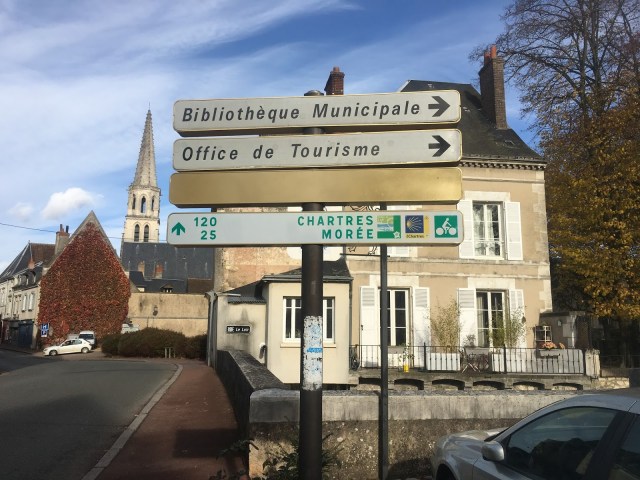 Bibliothèque Municipale
Office de Tourisme
120 CHARTRES
25 MORÉE